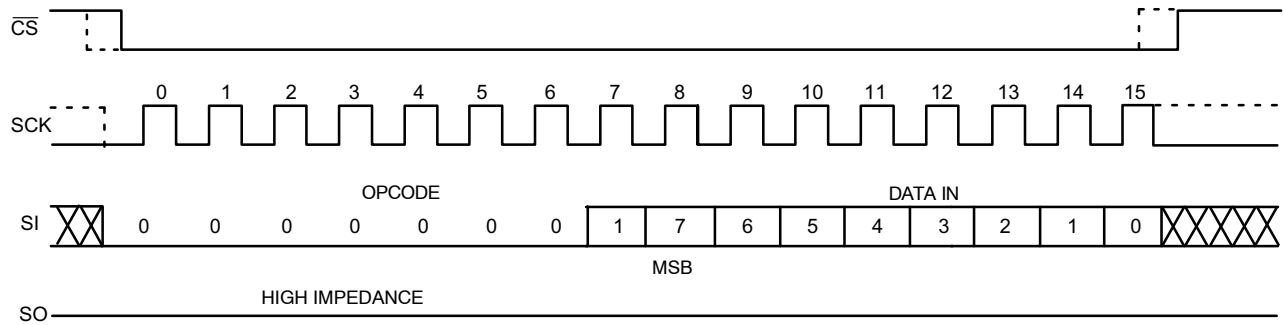 CS
0 1 2 3 4 5 6 7 8 9 10 11 12 13 14 15
SCK
OPCODE DATA IN
SI 0 0 0 0 0 0 0 1 7 6 5 4 3 2 1 0
MSB
HIGH IMPEDANCE
SO